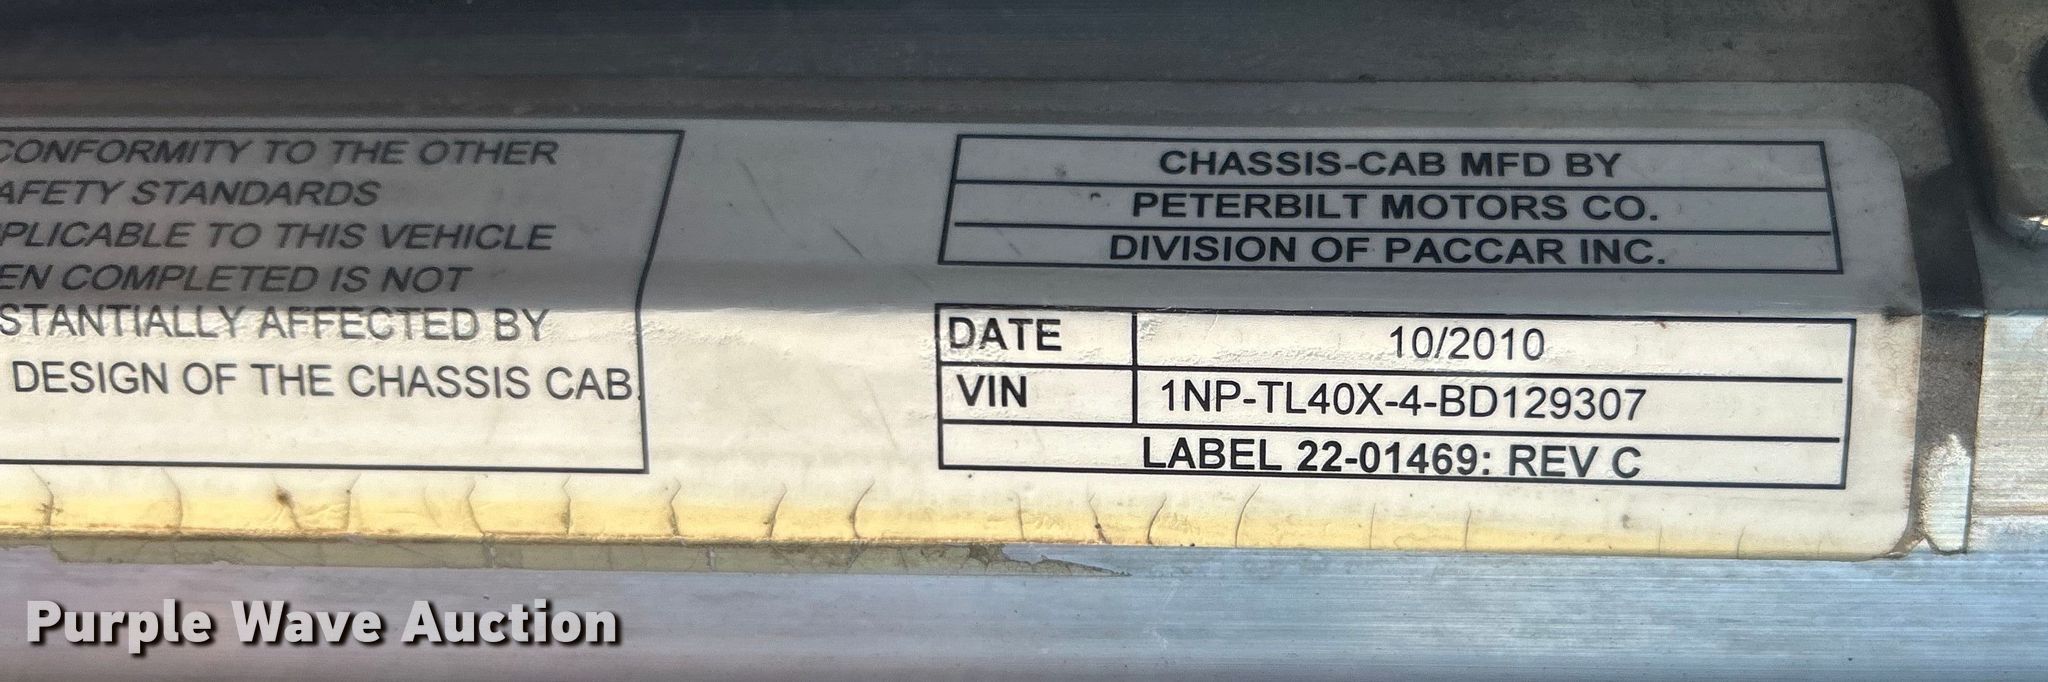 CONFORMITY TO THE OTHER
AFETY STANDARDS
PLICABLE TO THIS VEHICLE
EN COMPLETED IS NOT
STANTIALLY AFFECTED BY
DESIGN OF THE CHASSIS CAB.
CHASSIS-CAB MFD BY
PETERBILT MOTORS CO.
DIVISION OF PACCAR INC.
DATE 10/2010
VIN 1NP-TL40X-4-BD129307
LABEL 22-01469: REV C
Purple Wave Auction